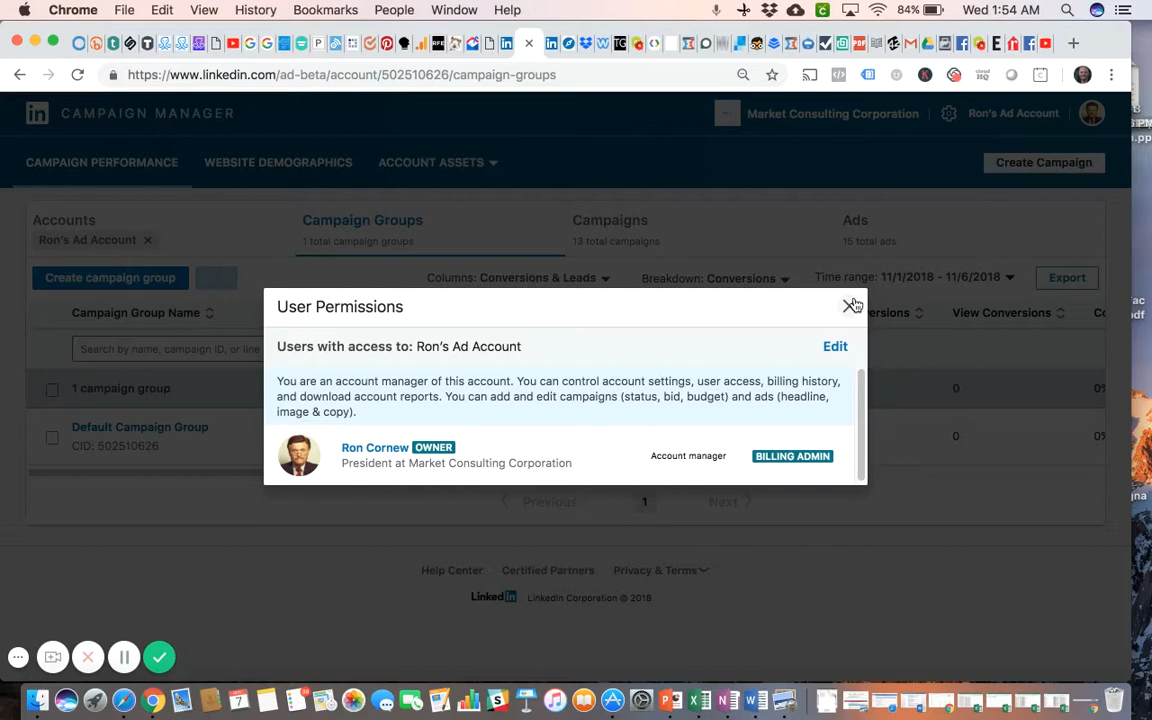 Chrome File Edit View History Bookmarks People Window Help 84% Wed 1:54 AM
https://www.linkedin.com/ad-beta/account/502510626/campaign-groups
in CAMPAIGN MANAGER Market Consulting Corporation Ron's Ad Account
CAMPAIGN PERFORMANCE WEBSITE DEMOGRAPHICS ACCOUNT ASSETS Create Campaign
Accounts Campaign Groups Campaigns Ads
Ron's Ad Account × 1 total campaign groups 13 total campaigns 15 total ads
Create campaign group Columns: Conversions & Leads Breakdown: Conversions Time range: 11/1/2018 - 11/6/2018 Export
User Permissions
Campaign Group Name View Conversions
Users with access to: Ron's Ad Account Edit
Search by name, campaign ID, or line
You are an account manager of this account. You can control account settings, user access, billing history,
and download account reports. You can add and edit campaigns (status, bid, budget) and ads (headline,
image & copy).
1 campaign group 0
Default Campaign Group 0
CID: 502510626
Ron Cornew OWNER
President at Market Consulting Corporation Account manager BILLING ADMIN
Previous 1 Next
Help Center Certified Partners Privacy & Terms
Linked in LinkedIn Corporation © 2018